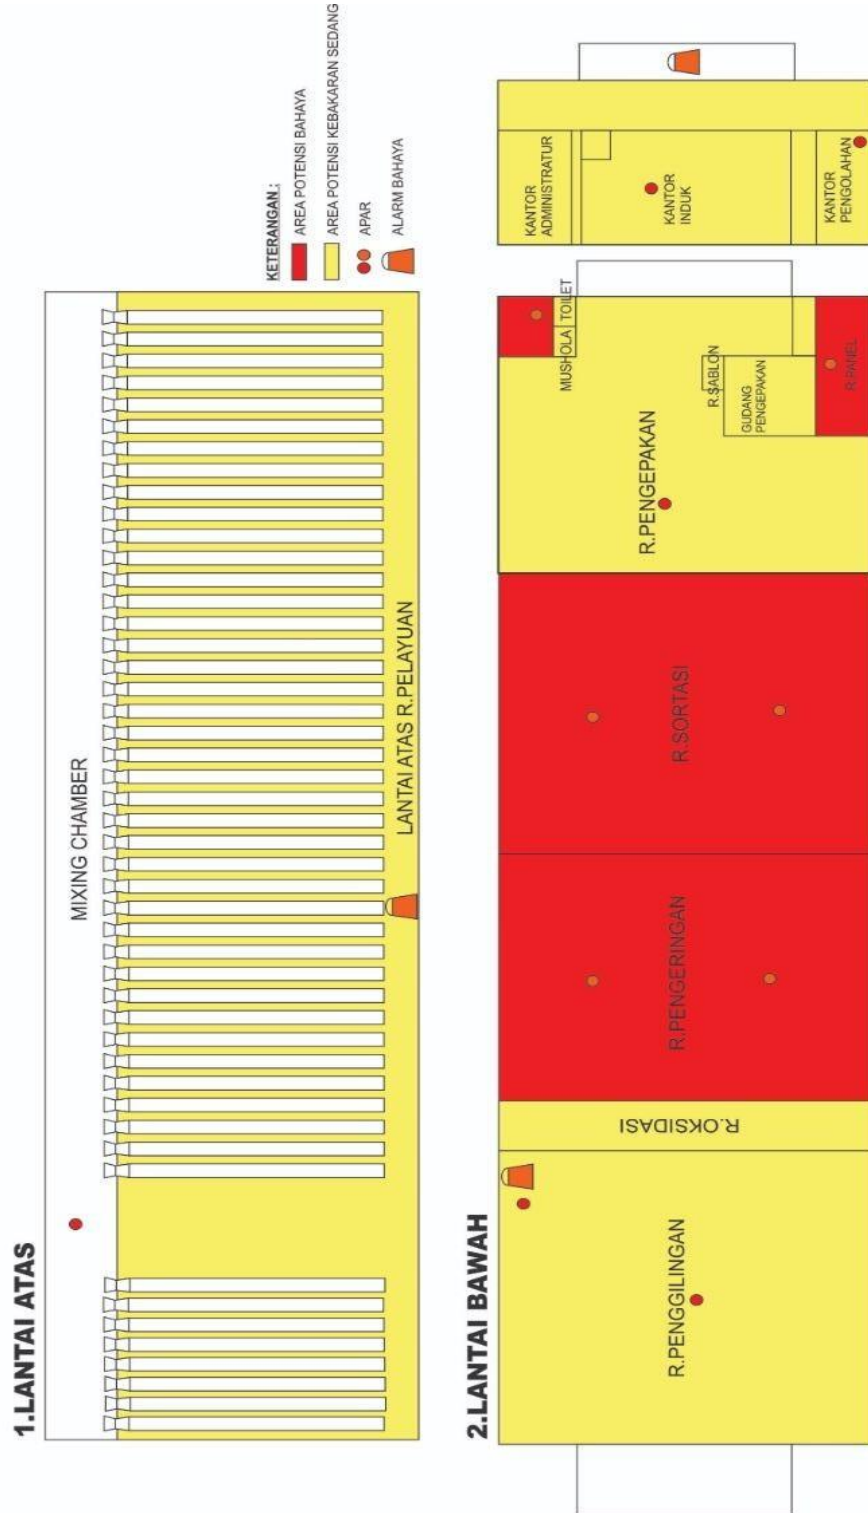 1.LANTAI ATAS
MIXING CHAMBER
LANTAI ATAS R.PELAYUAN
KETERANGAN :
AREA POTENSI BAHAYA
AREA POTENSI KEBAKARAN SEDANG
APAR
ALARM BAHAYA
2.LANTAI BAWAH
R.PENGGILINGAN
R.OKSIDASI
R.PENGERINGAN
R.SORTASI
R.PENGEPAKAN
MUSHOLA
TOILET
R.SABLON
GUDANG
PENGEPAKAN
R.PANEL
KANTOR
ADMINISTRATUR
KANTOR
INDUK
KANTOR
PENGOLAHAN